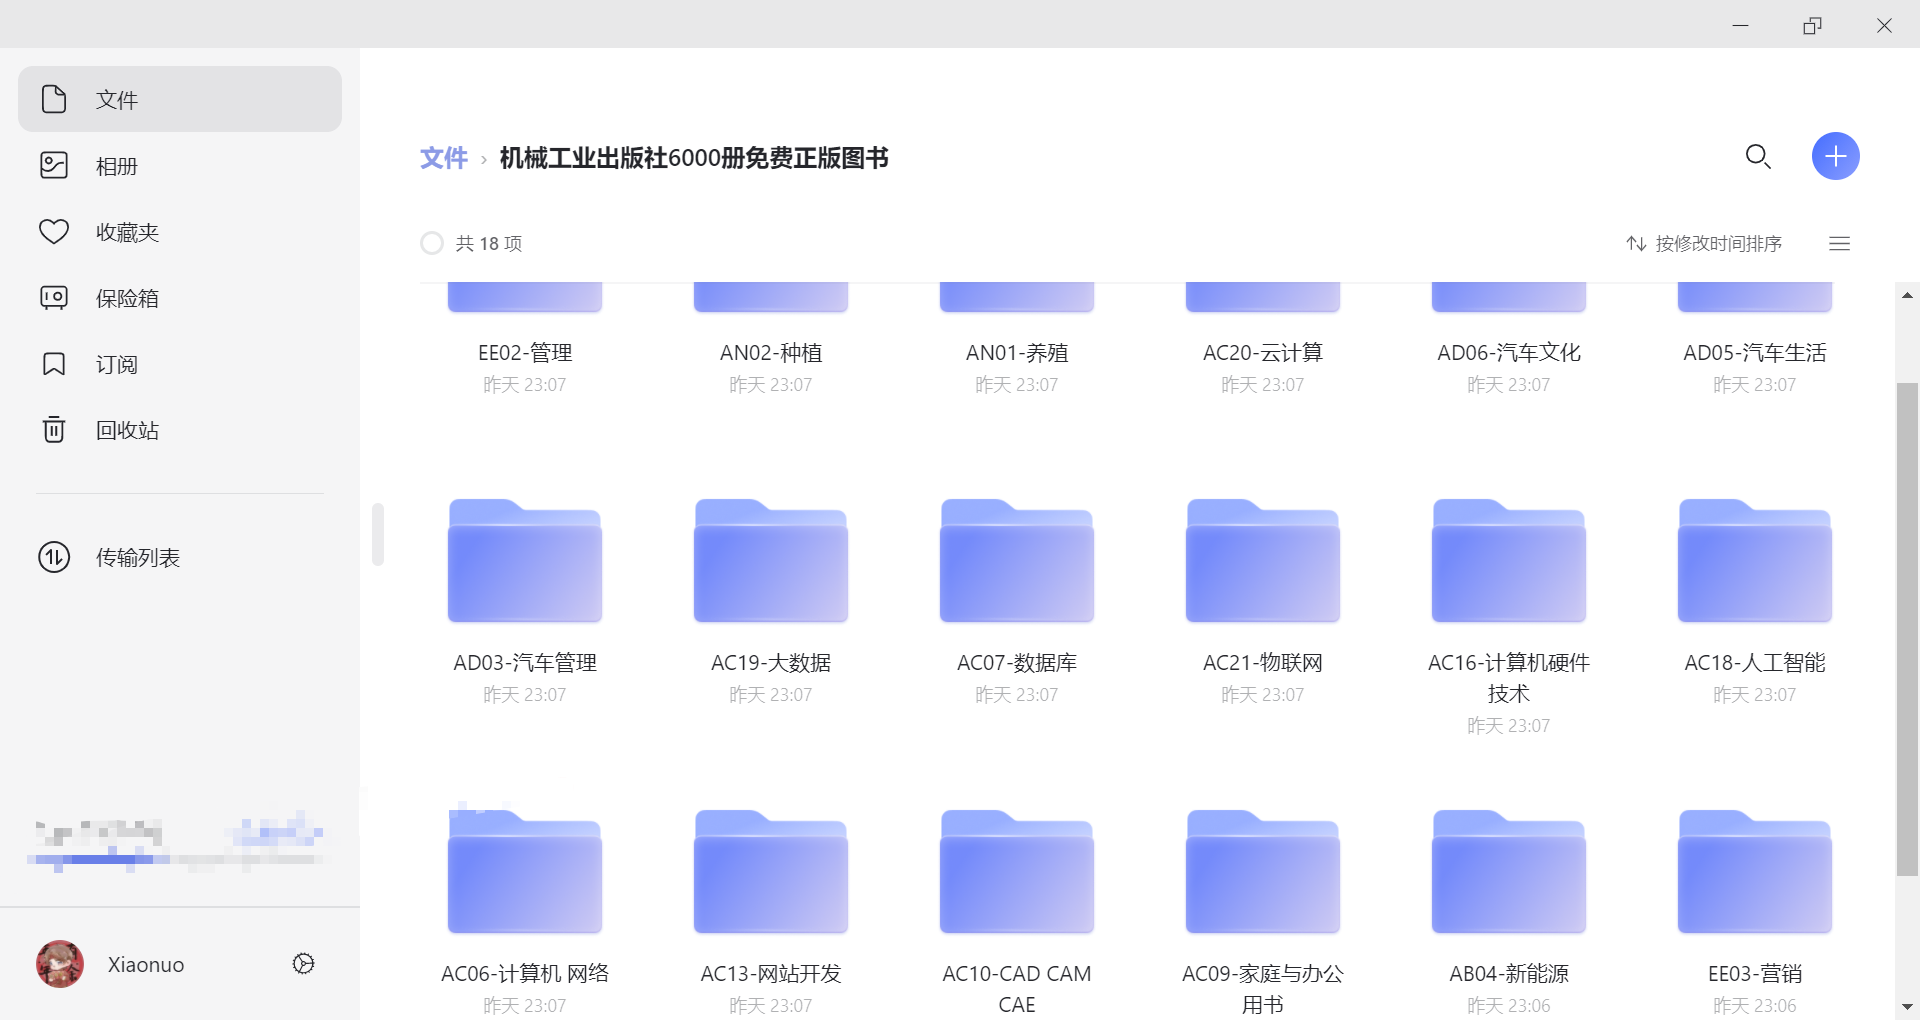 文件
相册
收藏夹
保险箱
订阅
回收站
传输列表
Xiaonuo
文件 › 机械工业出版社6000册免费正版图书
共 18 项
按修改时间排序
EE02-管理
昨天 23:07
AN02-种植
昨天 23:07
AN01-养殖
昨天 23:07
AC20-云计算
昨天 23:07
AD06-汽车文化
昨天 23:07
AD05-汽车生活
昨天 23:07
AD03-汽车管理
昨天 23:07
AC19-大数据
昨天 23:07
AC07-数据库
昨天 23:07
AC21-物联网
昨天 23:07
AC16-计算机硬件
技术
昨天 23:07
AC18-人工智能
昨天 23:07
AC06-计算机 网络
昨天 23:07
AC13-网站开发
昨天 23:07
AC10-CAD CAM
CAE
AC09-家庭与办公
用书
AB04-新能源
昨天 23:06
EE03-营销
昨天 23:06